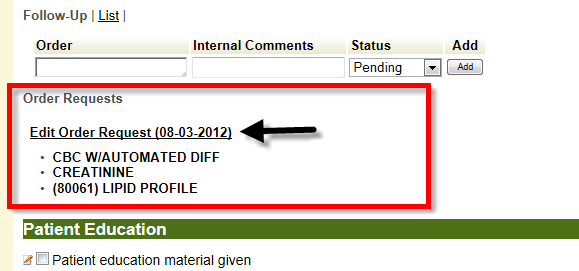 Follow-Up | List |
Order Internal Comments Status Add
Pending Add
Order Requests
Edit Order Request (08-03-2012)
• CBC W/AUTOMATED DIFF
• CREATININE
• (80061) LIPID PROFILE
Patient Education
Patient education material given